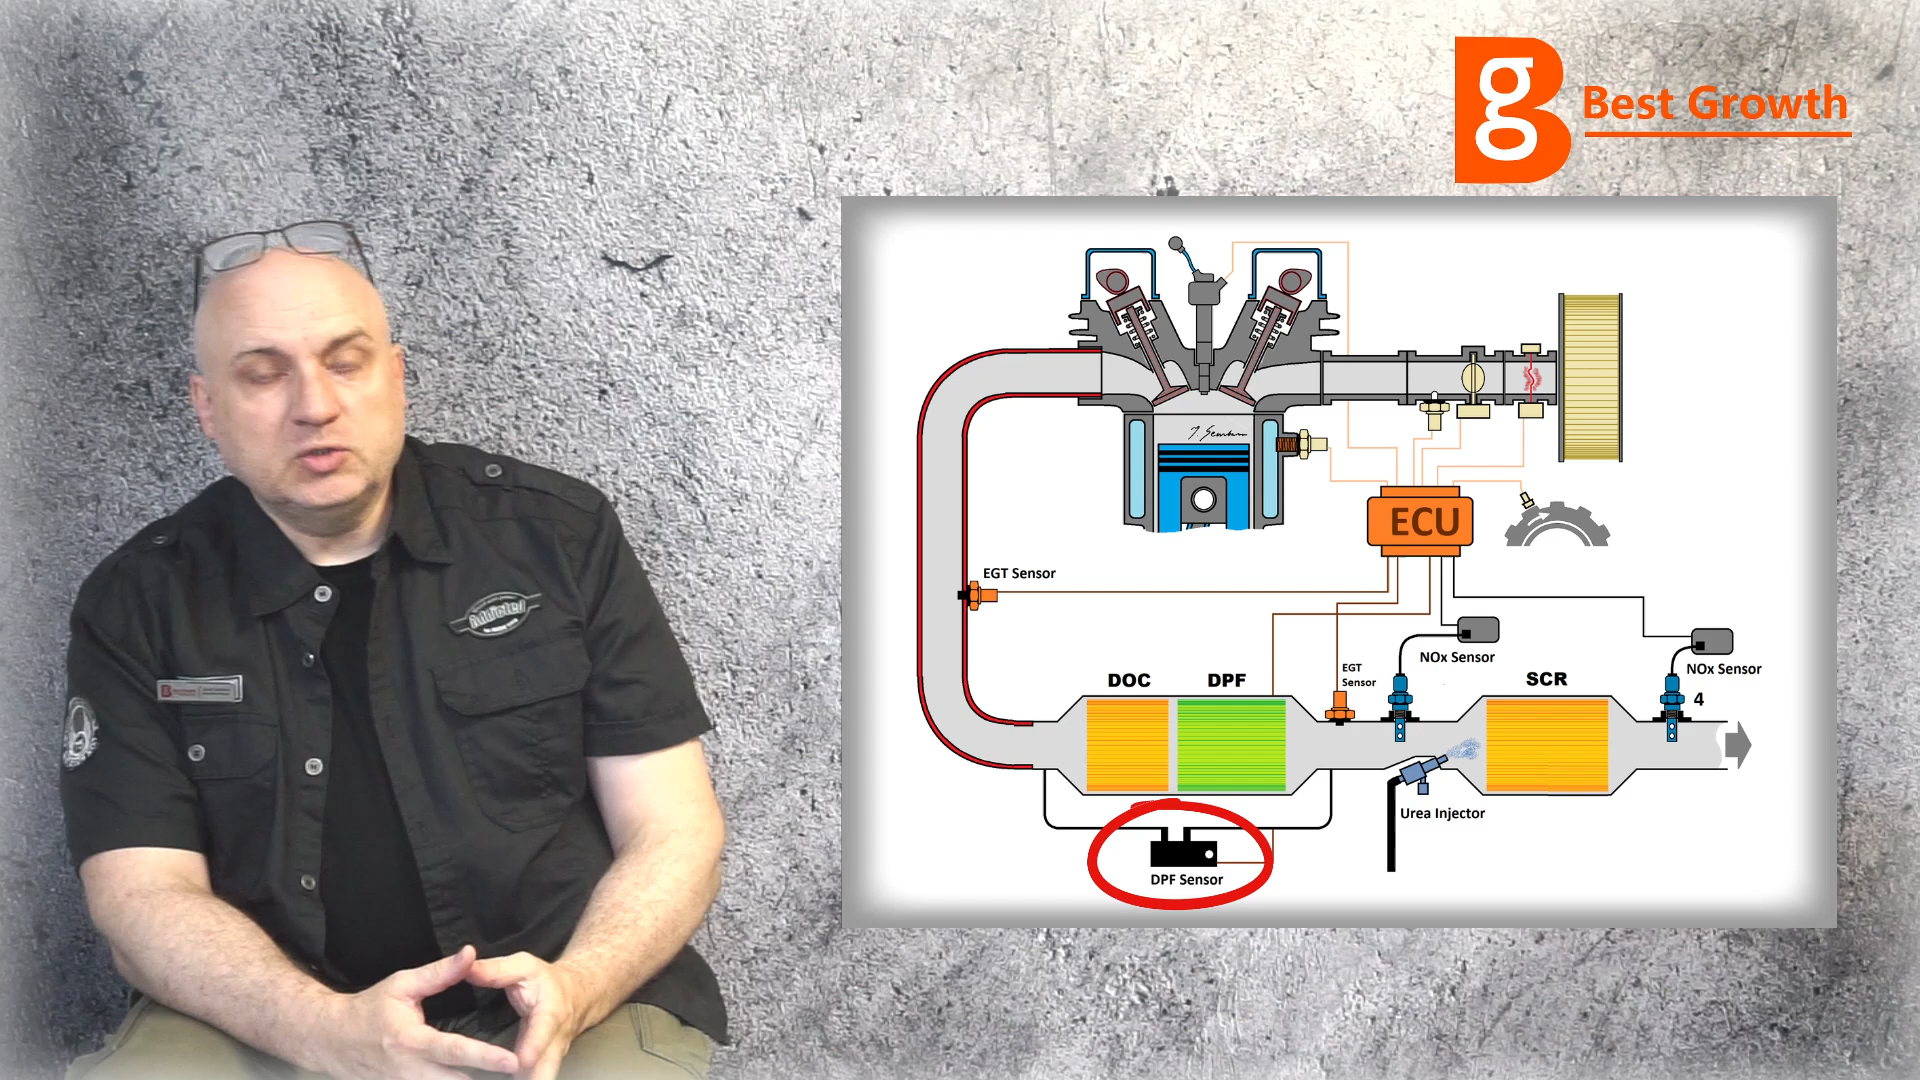 g
Best Growth
ECU
EGT Sensor
NOx Sensor
EGT
Sensor
NOx Sensor
DOC
DPF
SCR
4
Urea Injector
DPF Sensor
Addicted